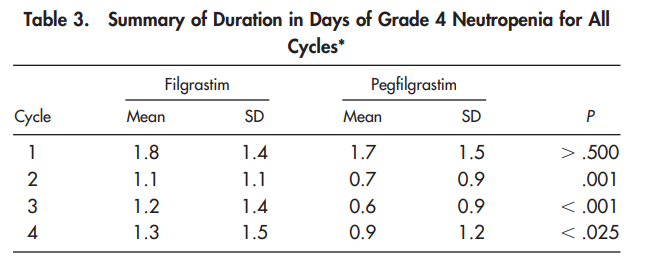 Table 3. Summary of Duration in Days of Grade 4 Neutropenia for All
Cycles*
Filgrastim Pegfilgrastim
Cycle Mean SD Mean SD P
1 1.8 1.4 1.7 1.5 > .500
2 1.1 1.1 0.7 0.9 .001
3 1.2 1.4 0.6 0.9 < .001
4 1.3 1.5 0.9 1.2 < .025